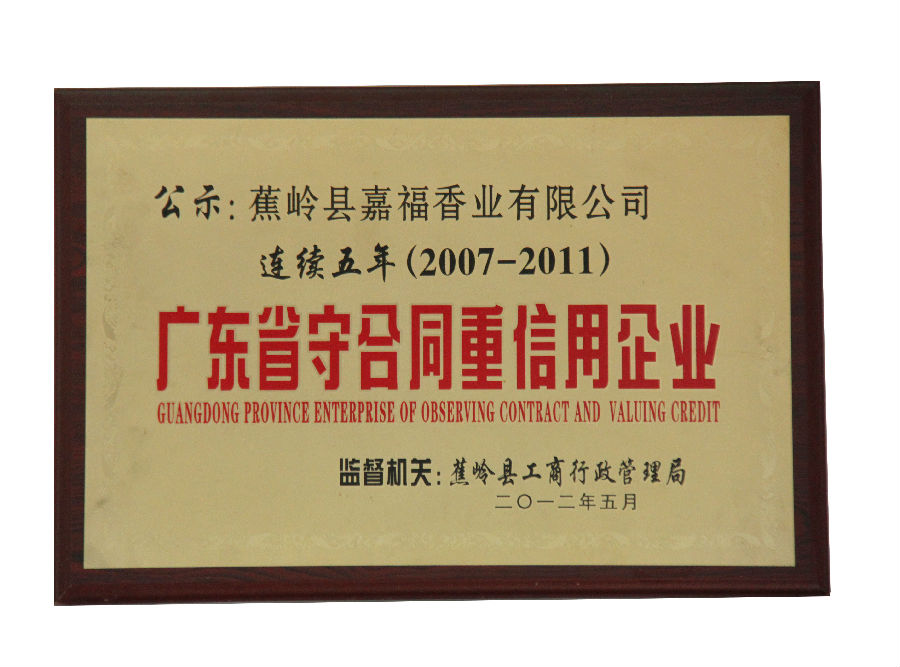 公示：蕉岭县嘉福香业有限公司
连续五年(2007-2011)
广东省守合同重信用企业
GUANGDONG PROVINCE ENTERPRISE OF OBSERVING CONTRACT AND VALUING CREDIT
监督机关：蕉岭县工商行政管理局
二〇一二年五月